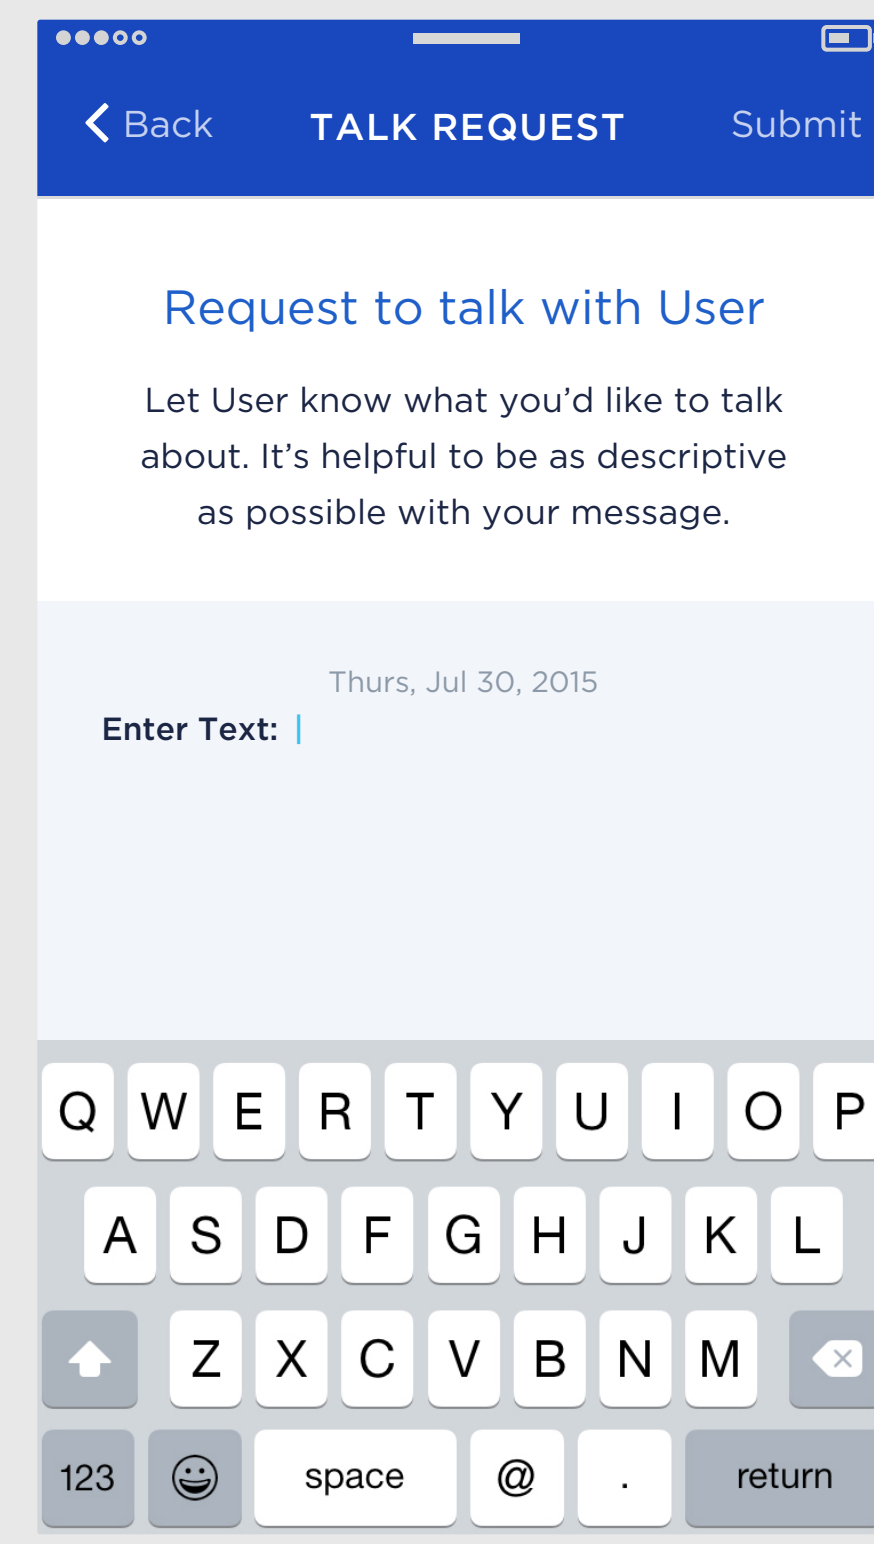 Back TALK REQUEST Submit
Request to talk with User
Let User know what you’d like to talk
about. It’s helpful to be as descriptive
as possible with your message.
Thurs, Jul 30, 2015
Enter Text:
Q W E R T Y U I O P
A S D F G H J K L
Z X C V B N M
123 space @ . return